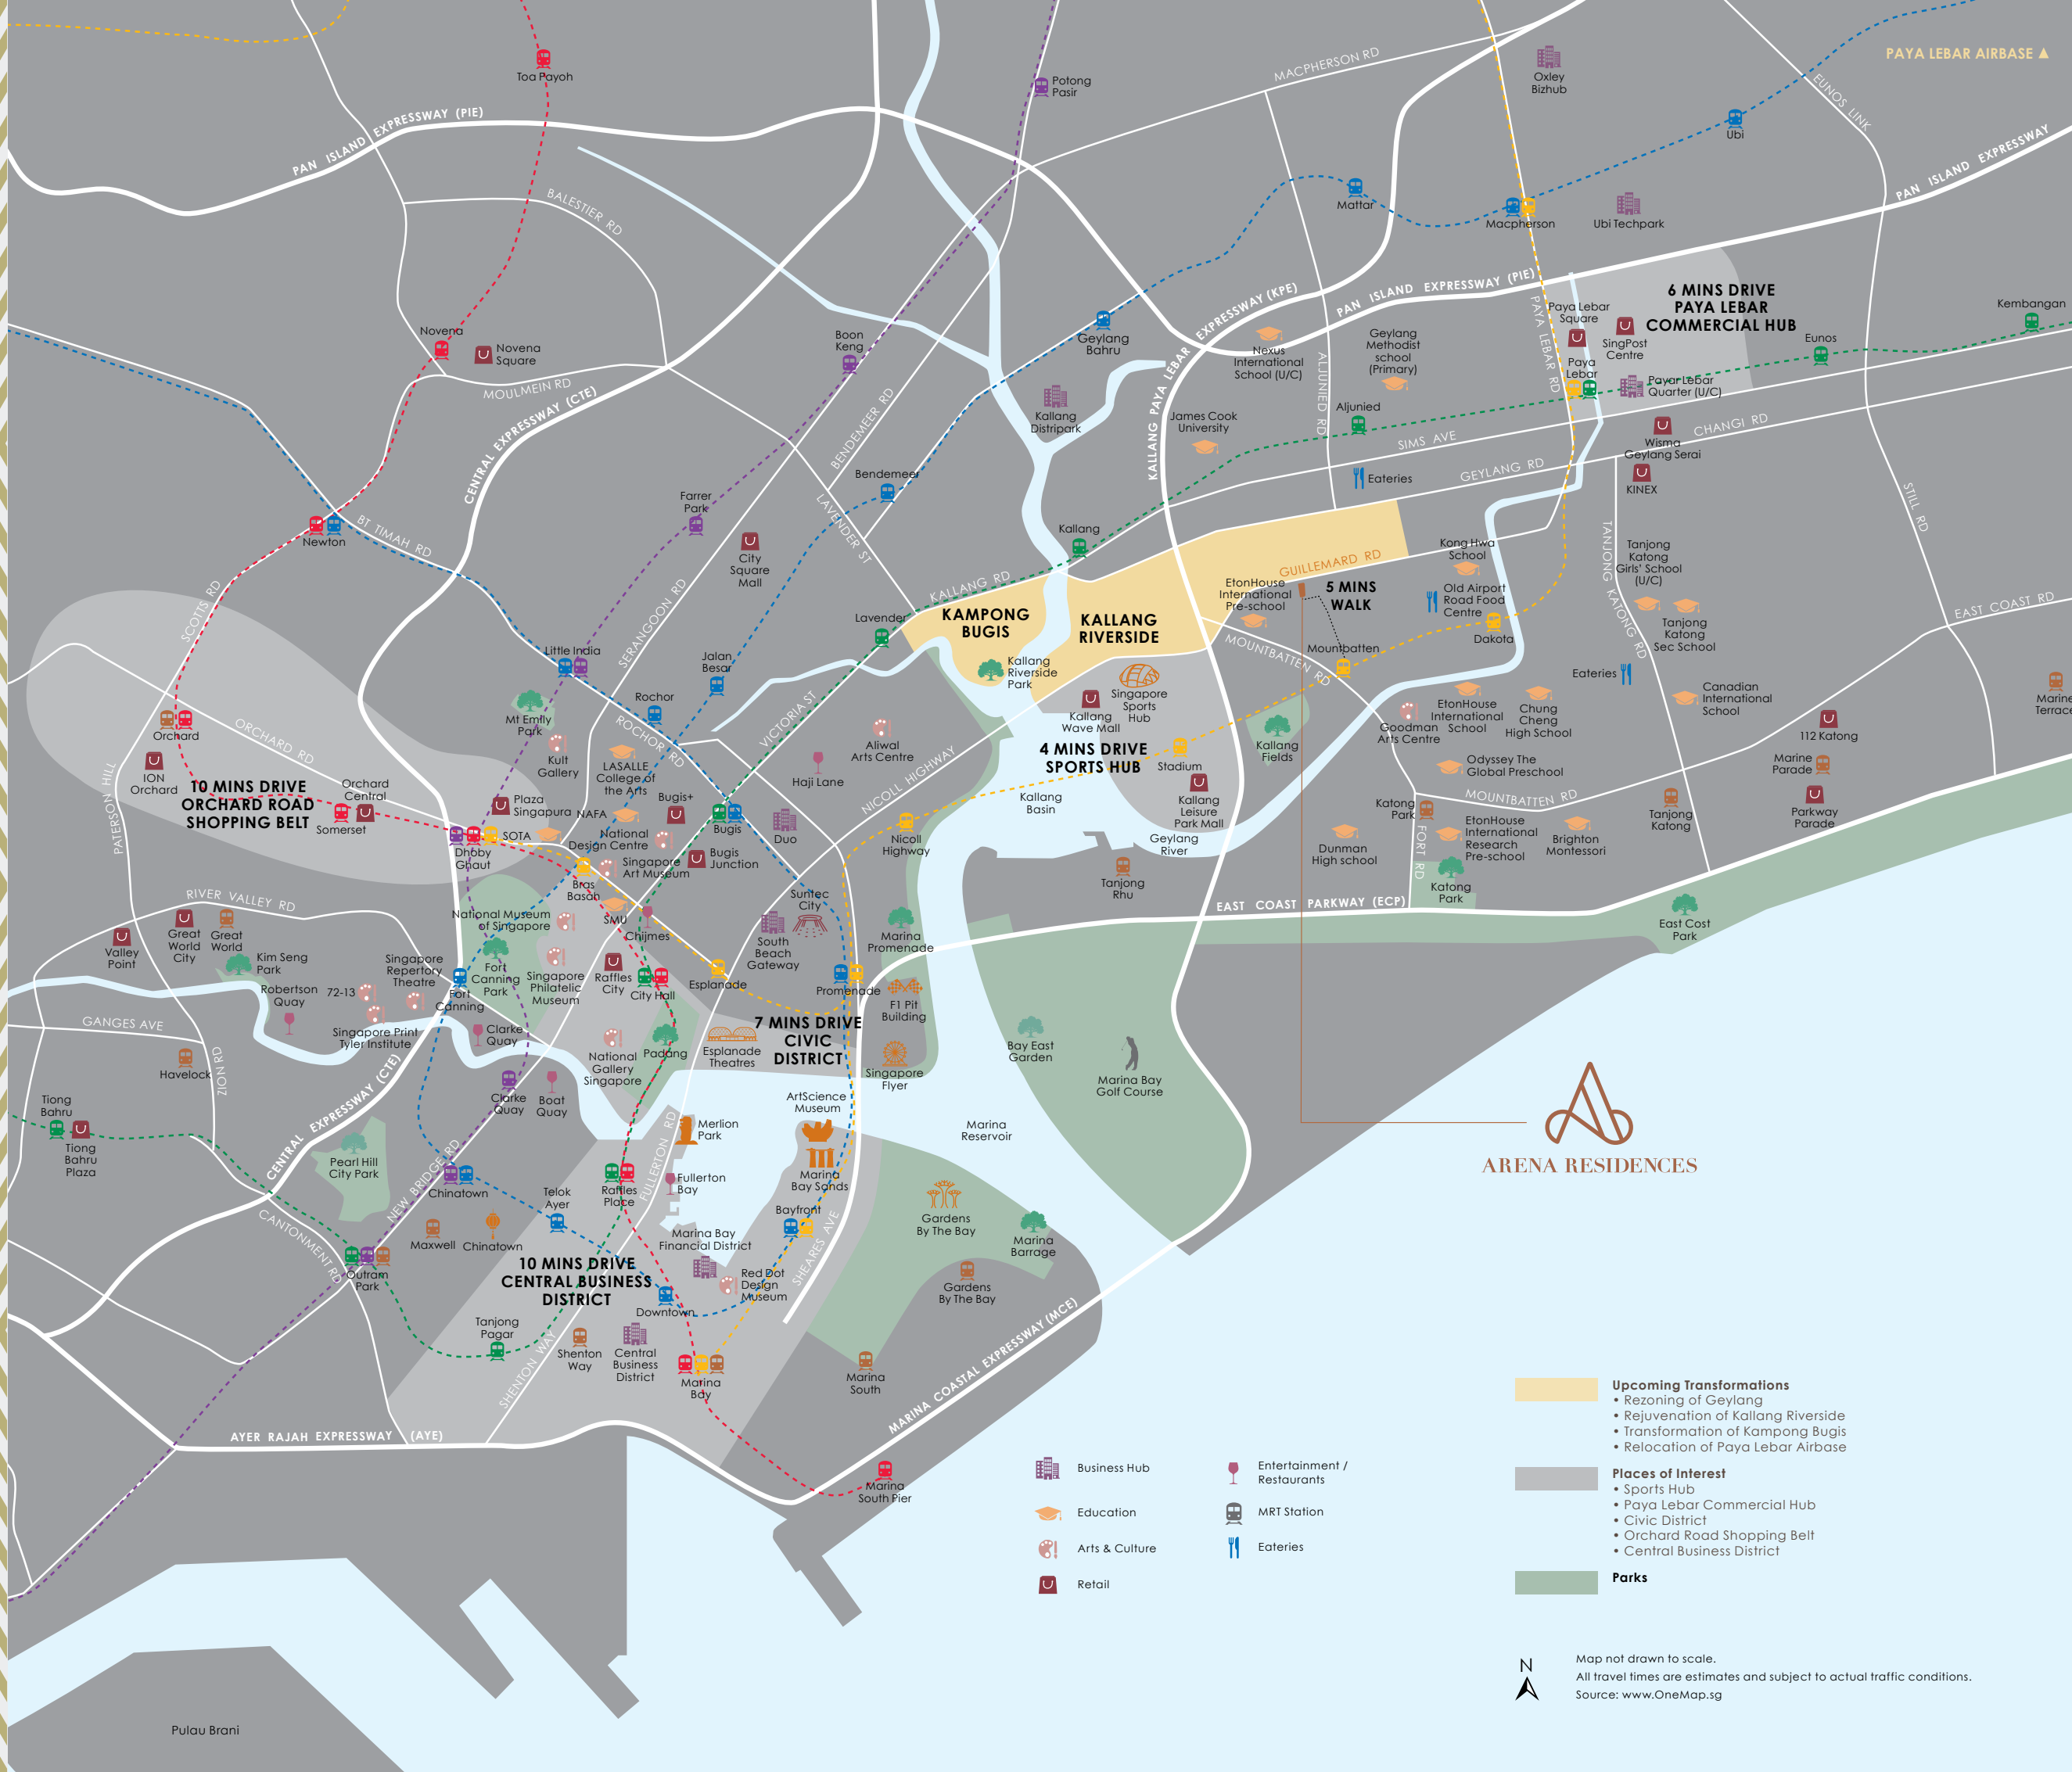 PAYA LEBAR AIRBASE ▲
Toa Payoh
Potong
Pasir
MACPHERSON RD
Oxley
Bizhub
EUNOS LINK
Ubi
PAN ISLAND EXPRESSWAY (PIE)
PAN ISLAND EXPRESSWAY
BALESTIER RD
Mattar
Macpherson
Ubi Techpark
PAN ISLAND EXPRESSWAY (PIE)
KALLANG PAYA LEBAR EXPRESSWAY (KPE)
PAYA LEBAR RD
6 MINS DRIVE
PAYA LEBAR
COMMERCIAL HUB
Paya Lebar
Square
SingPost
Centre
Kembangan
Eunos
Paya
Lebar
Payar Lebar
Quarter (U/C)
Novena
Novena
Square
MOULMEIN RD
Boon
Keng
Geylang
Bahru
Nexus
International
School (U/C)
Geylang
Methodist
school
(Primary)
ALJUNIED RD
Aljunied
James Cook
University
Kallang
Distripark
BENDEMEER RD
SIMS AVE
CHANGI RD
Wisma
Geylang Serai
KINEX
GEYLANG RD
Eateries
STILL RD
CENTRAL EXPRESSWAY (CTE)
Bendemeer
LAVENDER ST
Farrer
Park
City
Square
Mall
Newton
BT TIMAH RD
SCOTTS RD
Kallang
KALLANG RD
Kong Hwa
School
GUILLEMARD RD
TANJONG KATONG RD
Tanjong
Katong
Girls' School
(U/C)
EtonHouse
International
Pre-school
5 MINS
WALK
Old Airport
Road Food
Centre
Dakota
Tanjong
Katong
Sec School
EAST COAST RD
KAMPONG
BUGIS
KALLANG
RIVERSIDE
Lavender
SERANGOON RD
Little India
Jalan
Besar
Rochor
ROCHOR RD
MOUNTBATTEN RD
Mountbatten
Kallang
Riverside
Park
Singapore
Sports
Hub
Kallang
Wave Mall
4 MINS DRIVE
SPORTS HUB
Stadium
Kallang
Fields
Kallang
Leisure
Park Mall
Kallang
Basin
Geylang
River
Eateries
Canadian
International
School
Marine
Terrace
EtonHouse
International
School
Chung
Cheng
High School
Goodman
Arts Centre
112 Katong
Marine
Parade
Odyssey The
Global Preschool
MOUNTBATTEN RD
Katong
Park
FORT RD
Tanjong
Katong
Parkway
Parade
EtonHouse
International
Research
Pre-school
Brighton
Montessori
Dunman
High school
Katong
Park
East Cost
Park
EAST COAST PARKWAY (ECP)
Tanjong
Rhu
Orchard
ORCHARD RD
ION
Orchard
PATERSON HILL
10 MINS DRIVE
ORCHARD ROAD
SHOPPING BELT
Orchard
Central
Somerset
Mt Emfly
Park
Kult
Gallery
LASALLE
College of
the Arts
VICTORIA ST
Aliwal
Arts Centre
Haji Lane
NICOLL HIGHWAY
Nicoll
Highway
Plaza
Singapura
NAFA
Bugis+
SOTA
National
Design Centre
Bugis
Duo
Dhoby
Ghaut
Singapore
Art Museum
Bugis
Junction
Bras
Basah
Suntec
City
RIVER VALLEY RD
National Museum
of Singapore
SMU
Chijmes
South
Beach
Gateway
Marina
Promenade
Great
World
City
Great
World
Valley
Point
Kim Seng
Park
Singapore
Repertory
Theatre
Fort
Canning
Park
Singapore
Philatelic
Museum
Raffles
City
City Hall
Esplanade
Promenade
Robertson
Quay
72-13
Fort
Canning
F1 Pit
Building
GANGES AVE
Singapore Print
Tyler Institute
Clarke
Quay
7 MINS DRIVE
CIVIC
DISTRICT
National
Gallery
Singapore
Padang
Esplanade
Theatres
Singapore
Flyer
Bay East
Garden
Marina Bay
Golf Course
Havelock
ZION RD
CENTRAL EXPRESSWAY (CTE)
Clarke
Quay
Boat
Quay
ArtScience
Museum
Merlion
Park
Marina
Reservoir
Tiong
Bahru
Tiong
Bahru
Plaza
Pearl Hill
City Park
NEW BRIDGE RD
Chinatown
Telok
Ayer
Raffles
Place
FULLERTON RD
Fullerton
Bay
Marina
Bay Sands
Bayfront
SHEARES AVE
Gardens
By The Bay
Marina
Barrage
ARENA RESIDENCES
CANTONMENT RD
Maxwell
Chinatown
Marina Bay
Financial District
Outram
Park
10 MINS DRIVE
CENTRAL BUSINESS
DISTRICT
Red Dot
Design
Museum
Downtown
Gardens
By The Bay
Tanjong
Pagar
SHENTON WAY
Shenton
Way
Central
Business
District
Marina
Bay
Marina
South
MARINA COASTAL EXPRESSWAY (MCE)
AYER RAJAH EXPRESSWAY (AYE)
Marina
South Pier
Business Hub
Education
Arts & Culture
Retail
Entertainment /
Restaurants
MRT Station
Eateries
Upcoming Transformations
• Rezoning of Geylang
• Rejuvenation of Kallang Riverside
• Transformation of Kampong Bugis
• Relocation of Paya Lebar Airbase
Places of Interest
• Sports Hub
• Paya Lebar Commercial Hub
• Civic District
• Orchard Road Shopping Belt
• Central Business District
Parks
N
Map not drawn to scale.
All travel times are estimates and subject to actual traffic conditions.
Source: www.OneMap.sg
Pulau Brani